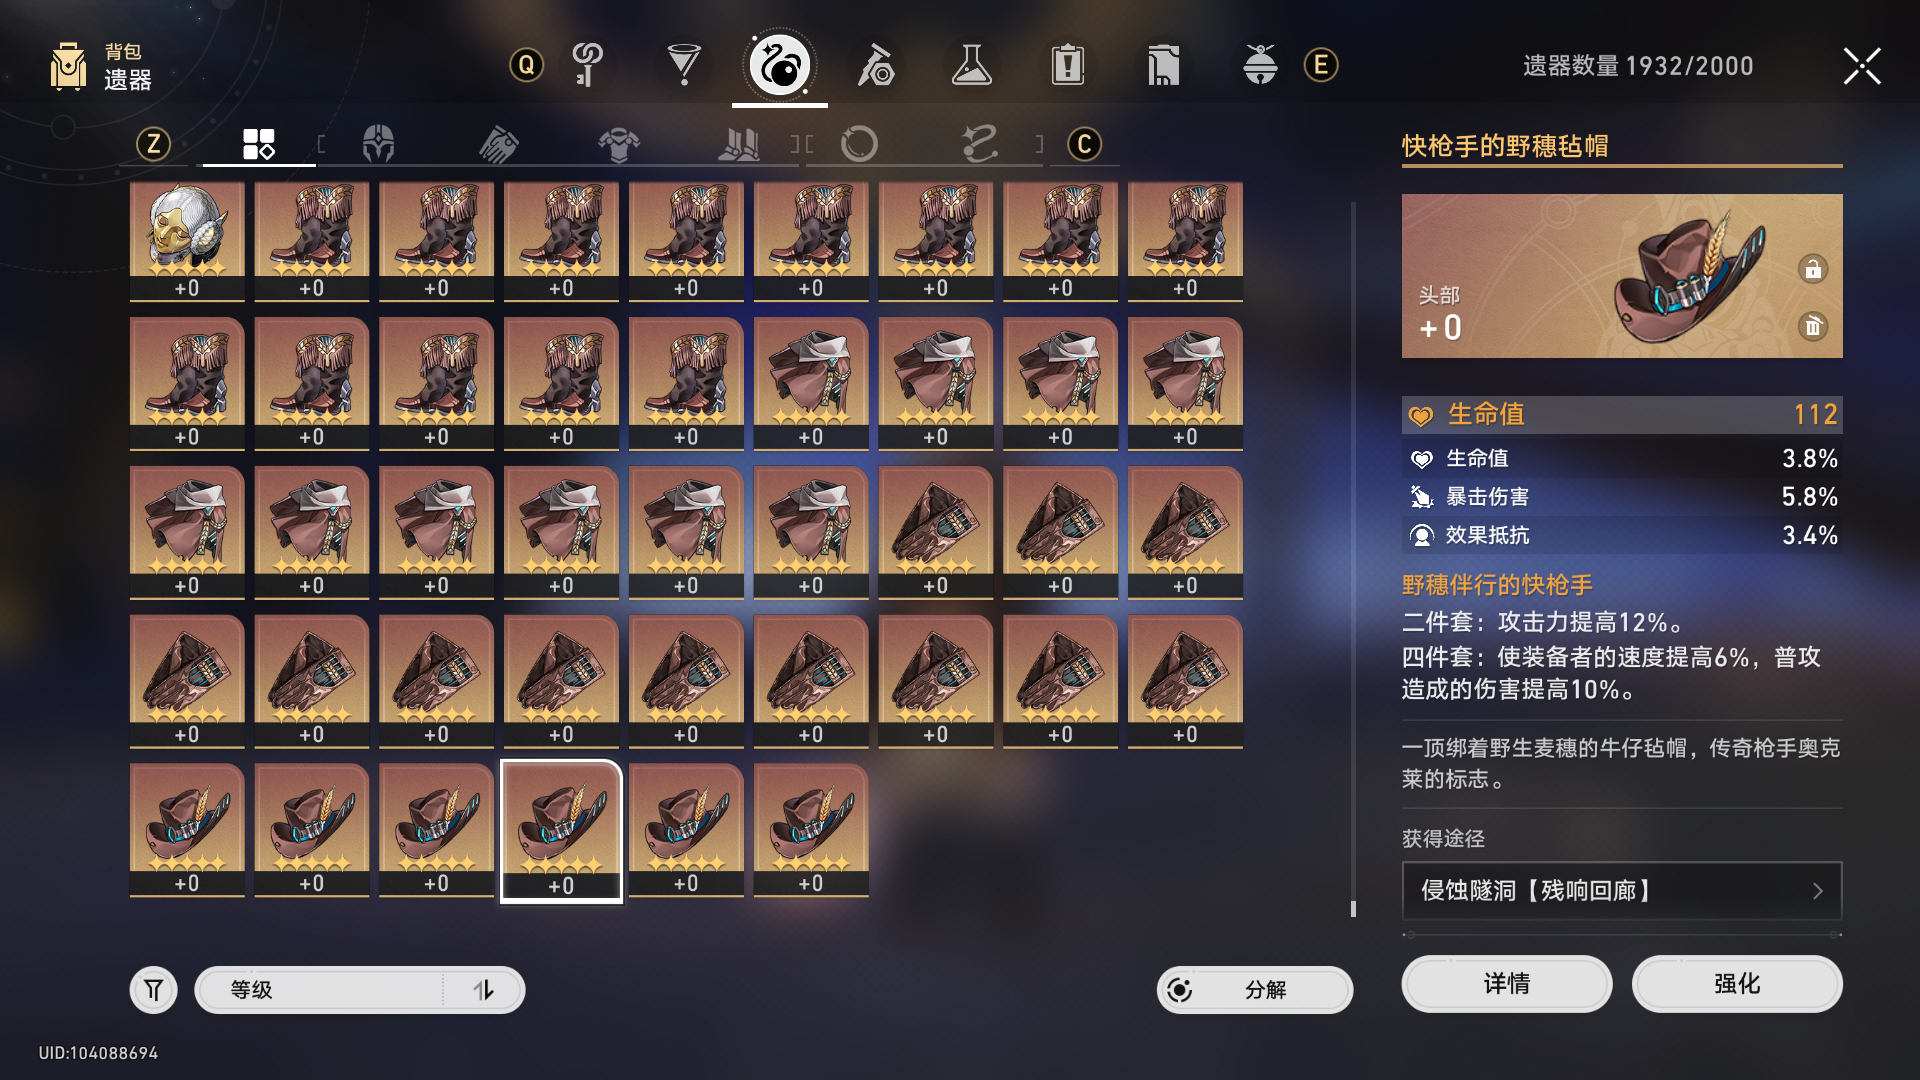 背包
遗器
Q
E
遗器数量 1932/2000
Z
C
+0 +0 +0 +0 +0 +0 +0 +0 +0
+0 +0 +0 +0 +0 +0 +0 +0 +0
+0 +0 +0 +0 +0 +0 +0 +0 +0
+0 +0 +0 +0 +0 +0 +0 +0 +0
+0 +0 +0 +0 +0 +0
等级
分解
UID:104088694
快枪手的野穗毡帽
头部
+0
生命值 112
生命值 3.8%
暴击伤害 5.8%
效果抵抗 3.4%
野穗伴行的快枪手
二件套：攻击力提高12%。
四件套：使装备者的速度提高6%，普攻
造成的伤害提高10%。
一顶绑着野生麦穗的牛仔毡帽，传奇枪手奥克
莱的标志。
获得途径
侵蚀隧洞【残响回廊】
详情
强化